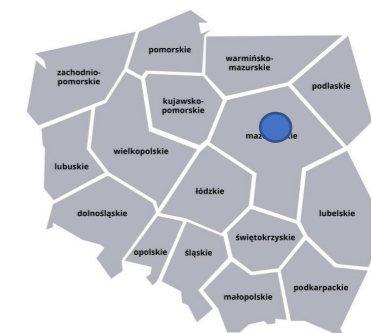 pomorskie
warmińsko-
mazurskie
zachodnio-
pomorskie
podlaskie
kujawsko-
pomorskie
wielkopolskie
lubuskie
łódzkie
dolnośląskie
lubelskie
świętokrzyskie
opolskie
śląskie
podkarpackie
małopolskie